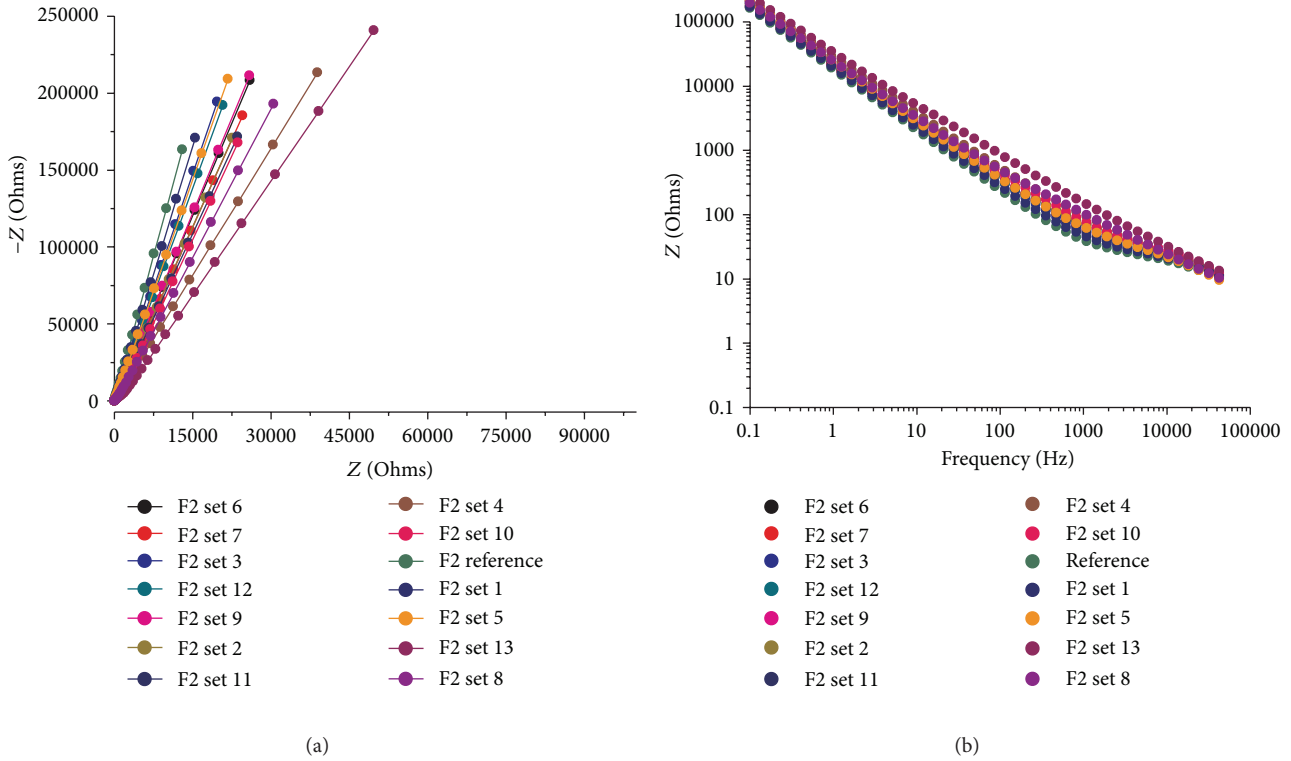 250000
200000
150000
100000
50000
0
−Z (Ohms)
0 15000 30000 45000 60000 75000 90000
Z (Ohms)
F2 set 6
F2 set 7
F2 set 3
F2 set 12
F2 set 9
F2 set 2
F2 set 11
F2 set 4
F2 set 10
F2 reference
F2 set 1
F2 set 5
F2 set 13
F2 set 8
(a)
100000
10000
1000
100
10
1
0.1
Z (Ohms)
0.1 1 10 100 1000 10000 100000
Frequency (Hz)
F2 set 6
F2 set 7
F2 set 3
F2 set 12
F2 set 9
F2 set 2
F2 set 11
F2 set 4
F2 set 10
Reference
F2 set 1
F2 set 5
F2 set 13
F2 set 8
(b)